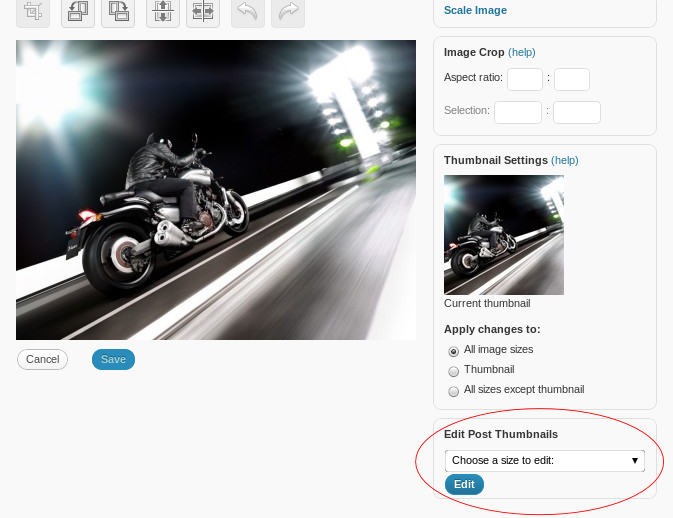 Scale Image
Image Crop (help)
Aspect ratio: :
Selection: :
Thumbnail Settings (help)
Current thumbnail
Apply changes to:
All image sizes
Thumbnail
All sizes except thumbnail
Cancel Save
Edit Post Thumbnails
Choose a size to edit:
Edit